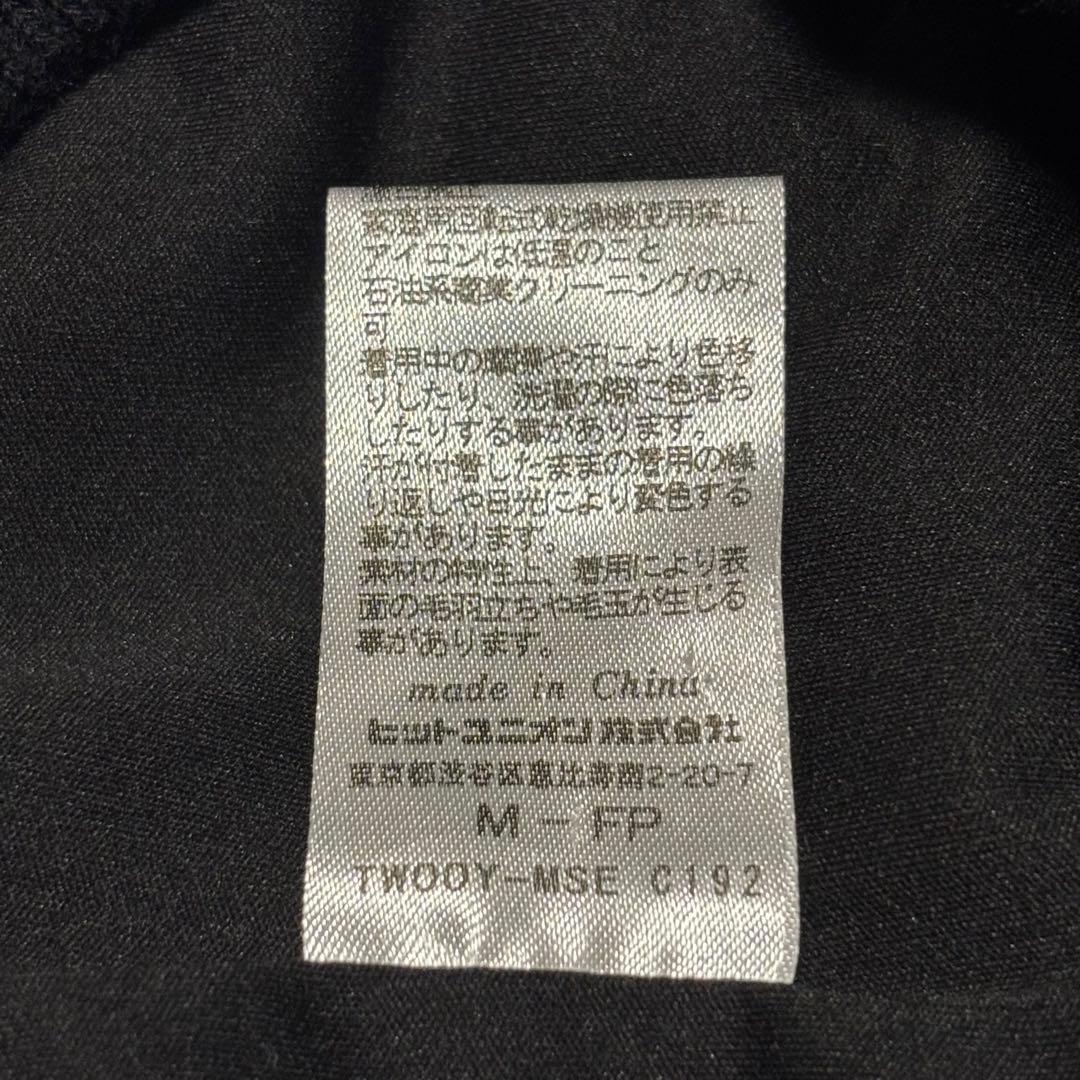 家庭用回転式乾燥機使用禁止
アイロンは低温のこと
石油系商業クリーニングのみ
可
着用中の摩擦や汗により色移
りしたり、洗濯の際に色落ち
したりする事があります。
汗が付着したままの着用の繰
り返しや日光により変色する
事があります。
素材の特性上、着用により表
面の毛羽立ちや毛玉が生じる
事があります。
made in China
ヒットユニオン株式会社
東京都渋谷区恵比寿南2-20-7
M - FP
TWOOY-MSE C192